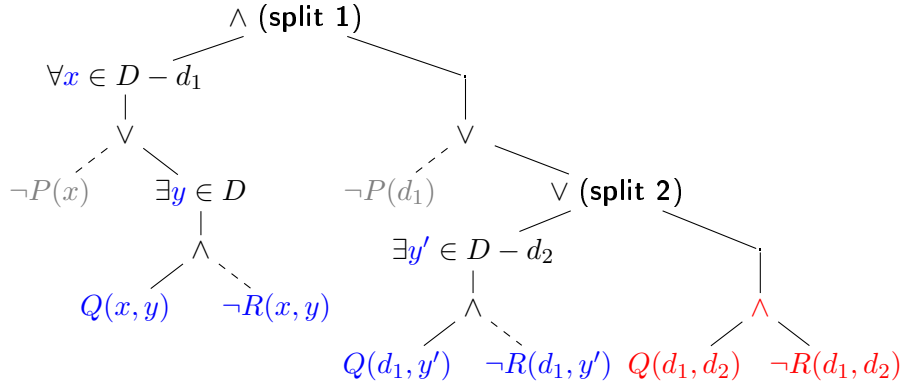 ∧ (split 1)
∀x ∈ D − d₁
∨ ∨
¬P(x) ∃y ∈ D ¬P(d₁) ∨ (split 2)
∧ ∃y′ ∈ D − d₂
Q(x, y) ¬R(x, y) ∧ ∧
Q(d₁, y′) ¬R(d₁, y′) Q(d₁, d₂) ¬R(d₁, d₂)